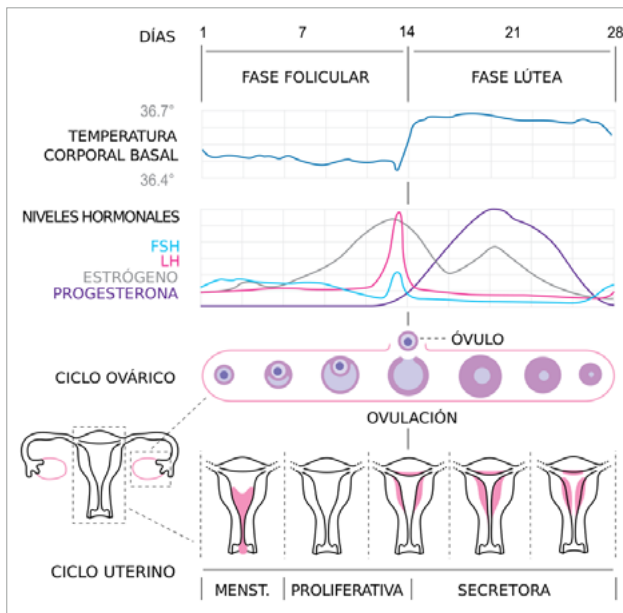 DÍAS
1 7 14 21 28
FASE FOLICULAR FASE LÚTEA
36.7°
TEMPERATURA
CORPORAL BASAL
36.4°
NIVELES HORMONALES
FSH
LH
ESTRÓGENO
PROGESTERONA
ÓVULO
CICLO OVÁRICO
OVULACIÓN
CICLO UTERINO
MENST. PROLIFERATIVA SECRETORA